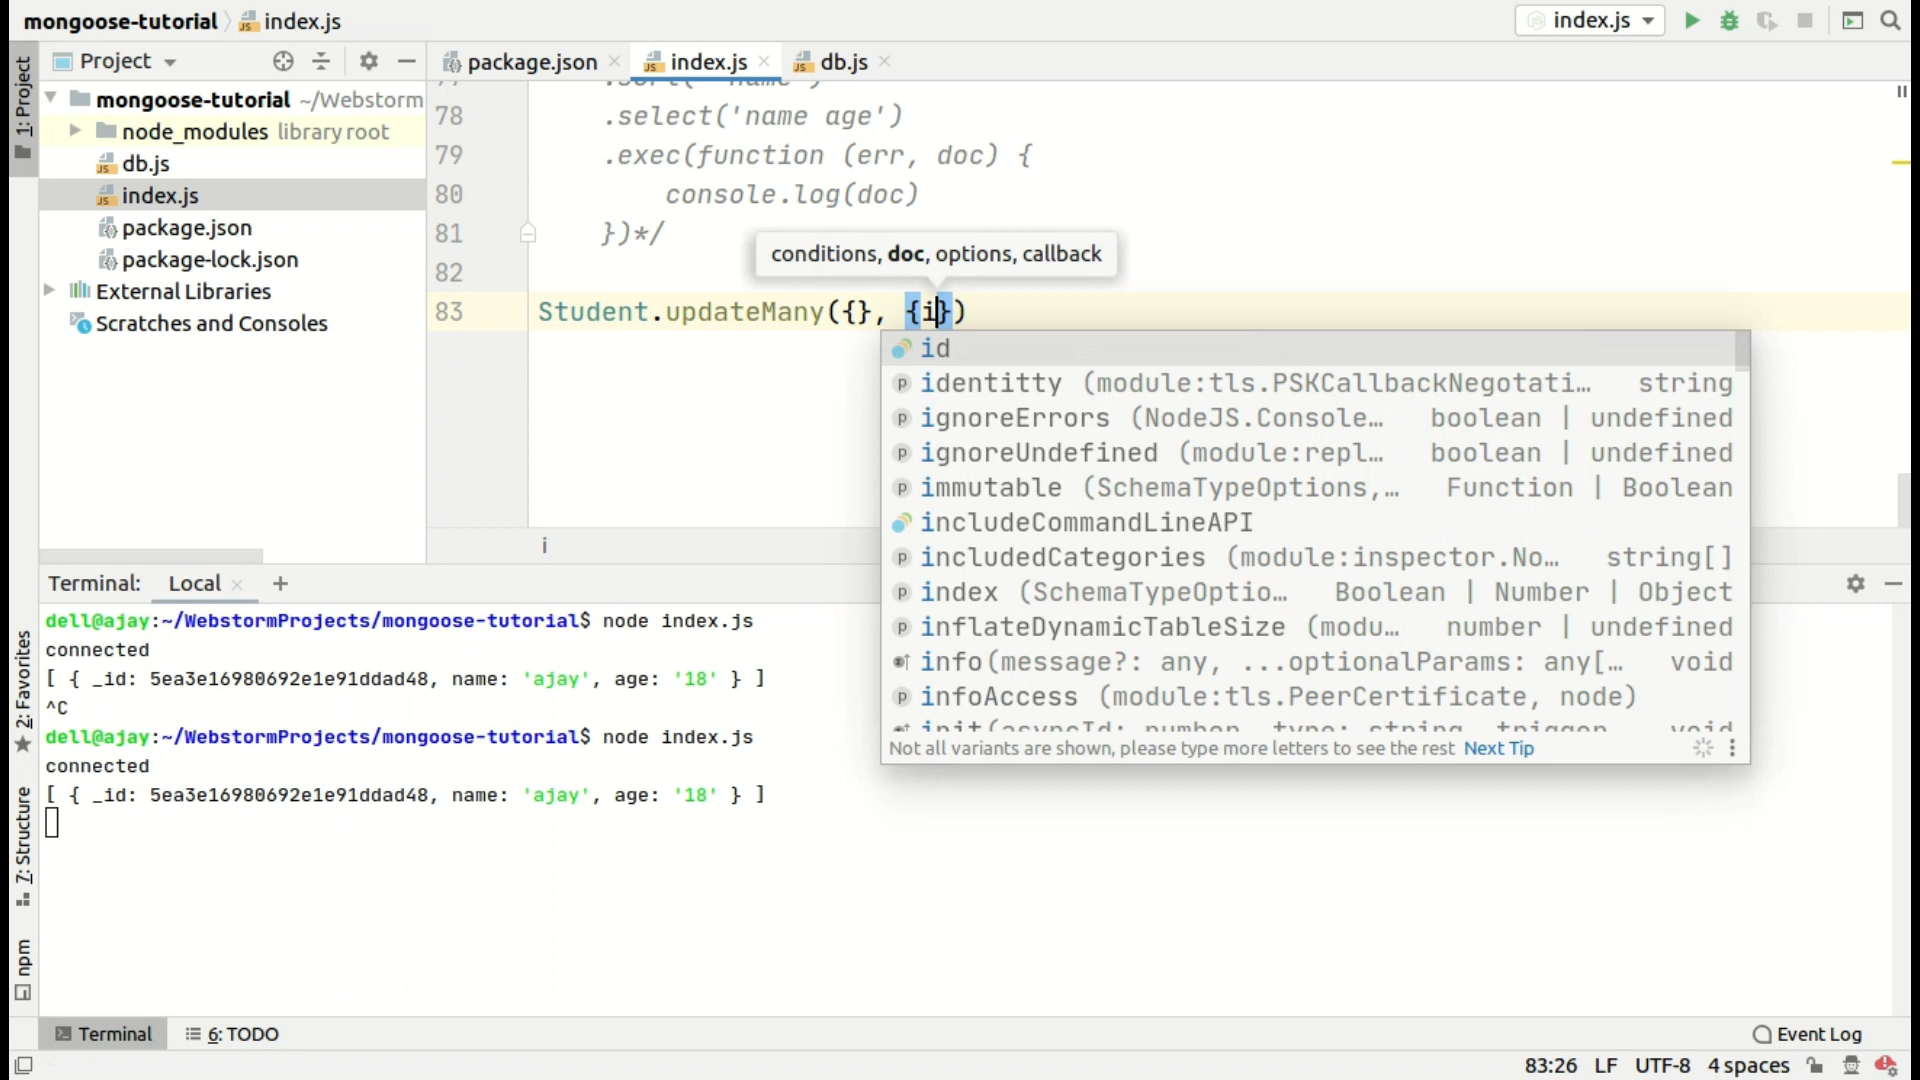 mongoose-tutorial index.js
index.js
1: Project
Project
package.json
index.js
db.js
mongoose-tutorial ~/Webstorm
node_modules library root
db.js
index.js
package.json
package-lock.json
External Libraries
Scratches and Consoles
78 .select('name age')
79 .exec(function (err, doc) {
80 console.log(doc)
81 })*/
82
conditions, doc, options, callback
83 Student.updateMany({}, {i})
id
identitty (module:tls.PSKCallbackNegotati… string
ignoreErrors (NodeJS.Console… boolean | undefined
ignoreUndefined (module:repl… boolean | undefined
immutable (SchemaTypeOptions,… Function | Boolean
includeCommandLineAPI
includedCategories (module:inspector.No… string[]
index (SchemaTypeOptio… Boolean | Number | Object
inflateDynamicTableSize (modu… number | undefined
info(message?: any, ...optionalParams: any[… void
infoAccess (module:tls.PeerCertificate, node)
Not all variants are shown, please type more letters to see the rest Next Tip
i
Terminal: Local
dell@ajay:~/WebstormProjects/mongoose-tutorial$ node index.js
connected
[ { _id: 5ea3e16980692e1e91ddad48, name: 'ajay', age: '18' } ]
^C
dell@ajay:~/WebstormProjects/mongoose-tutorial$ node index.js
connected
[ { _id: 5ea3e16980692e1e91ddad48, name: 'ajay', age: '18' } ]
2: Favorites
7: Structure
npm
Terminal
6: TODO
Event Log
83:26 LF UTF-8 4 spaces